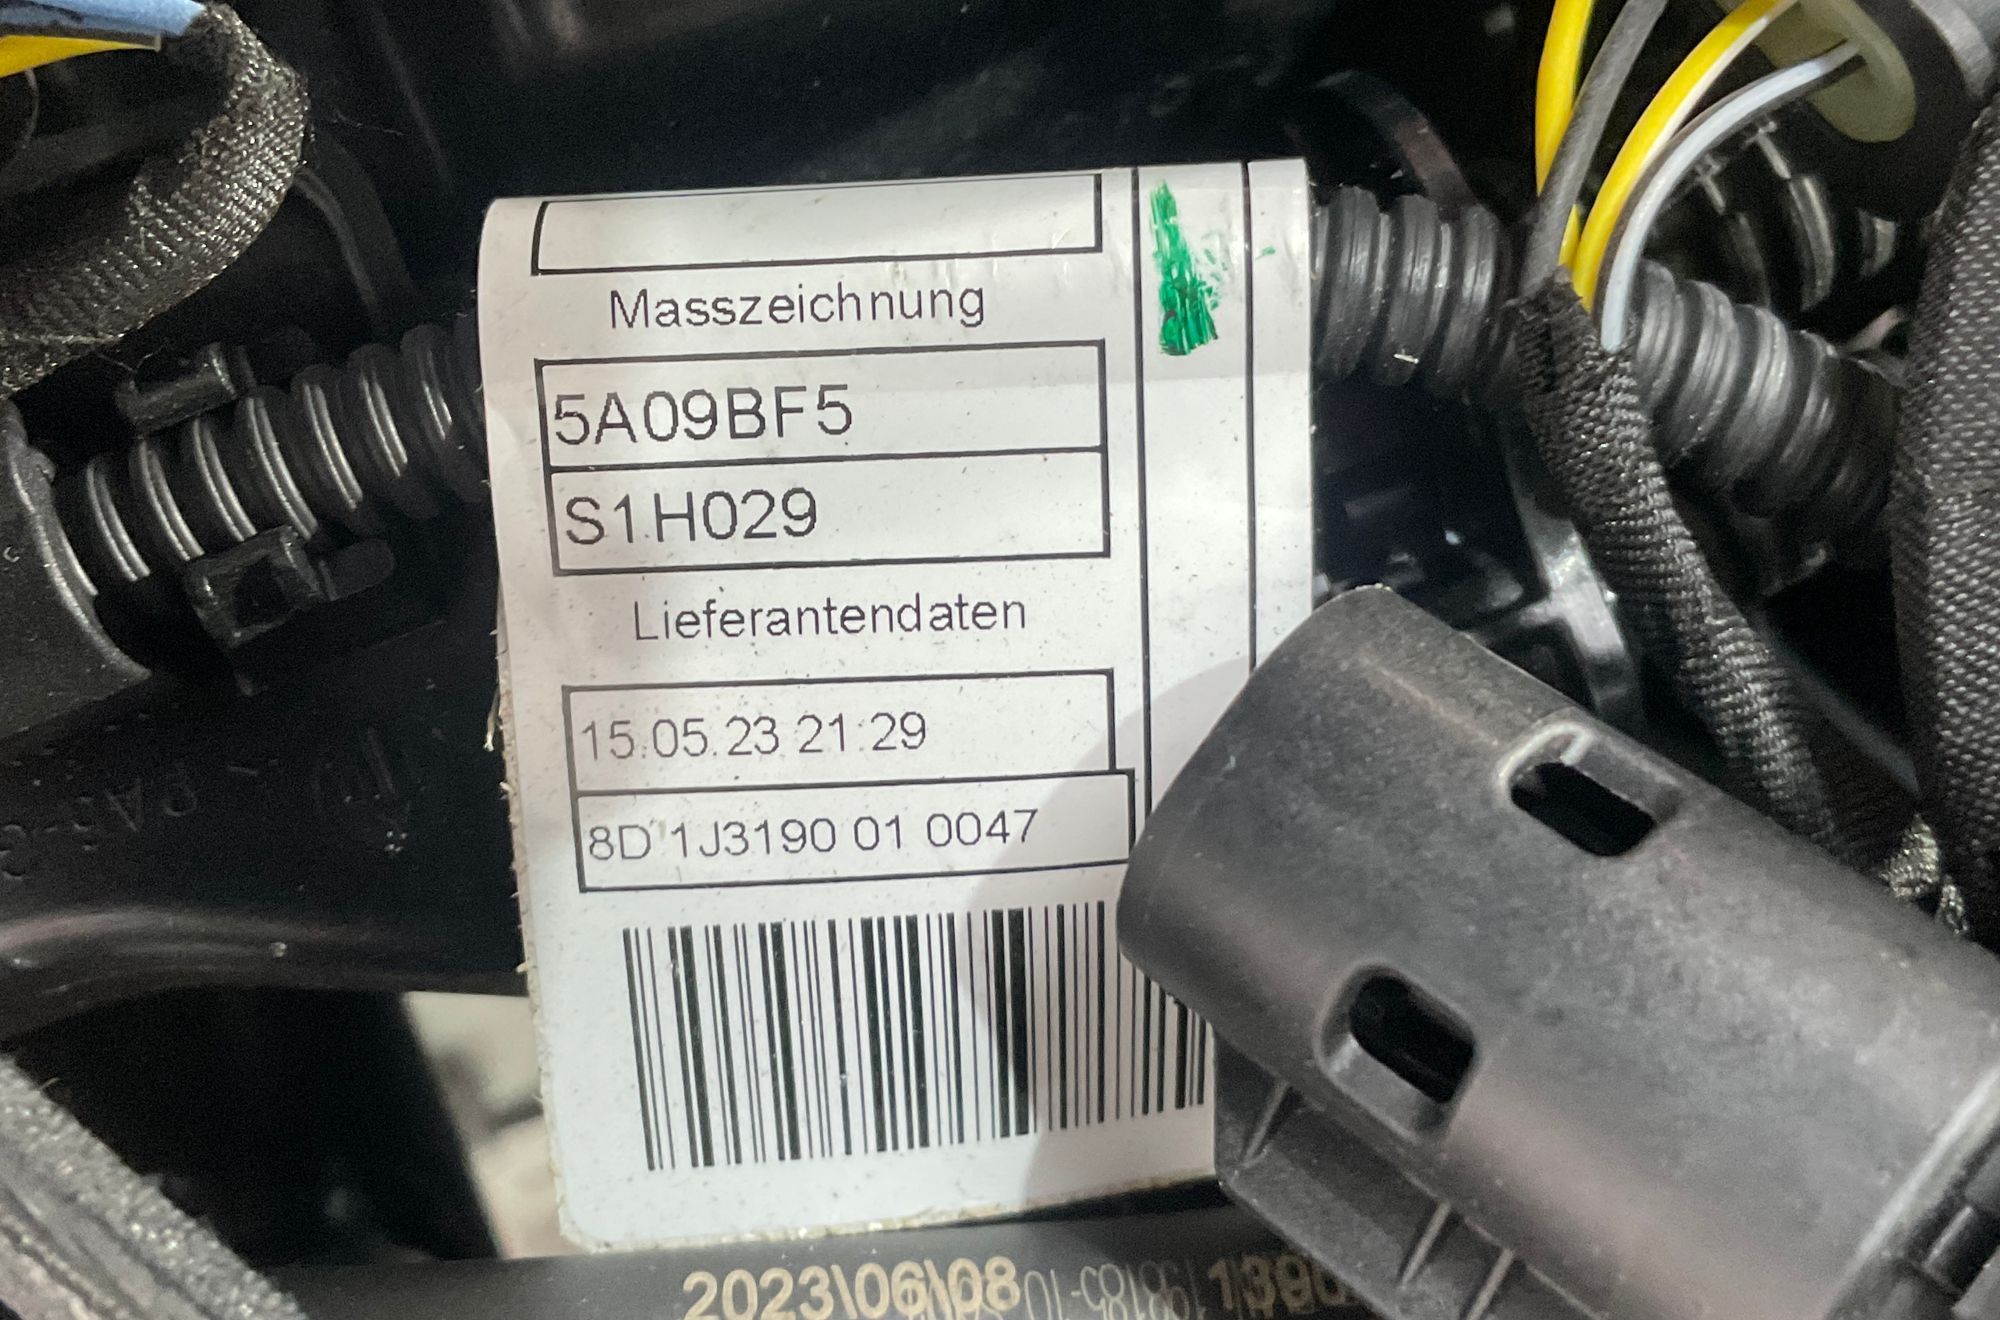 Masszeichnung
5A09BF5
S1H029
Lieferantendaten
15.05.23 21:29
8D 1J3190 01 0047
2023\06\08